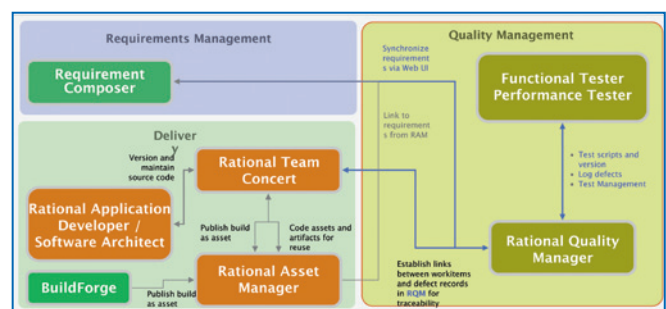 Requirements Management
Requirement
Composer
Synchronize
requirement
s via Web UI
Link to
requirement
s from RAM
Quality Management
Functional Tester
Performance Tester
• Test scripts and
version
• Log defects
• Test Management
Rational Quality
Manager
Deliver
y
Version and
maintain
source code
Rational Team
Concert
Rational Application
Developer /
Software Architect
Publish build
as asset
Code assets and
artifacts for
reuse
BuildForge
Publish build
as asset
Rational Asset
Manager
Establish links
between workitems
and defect records
in RQM for
traceability